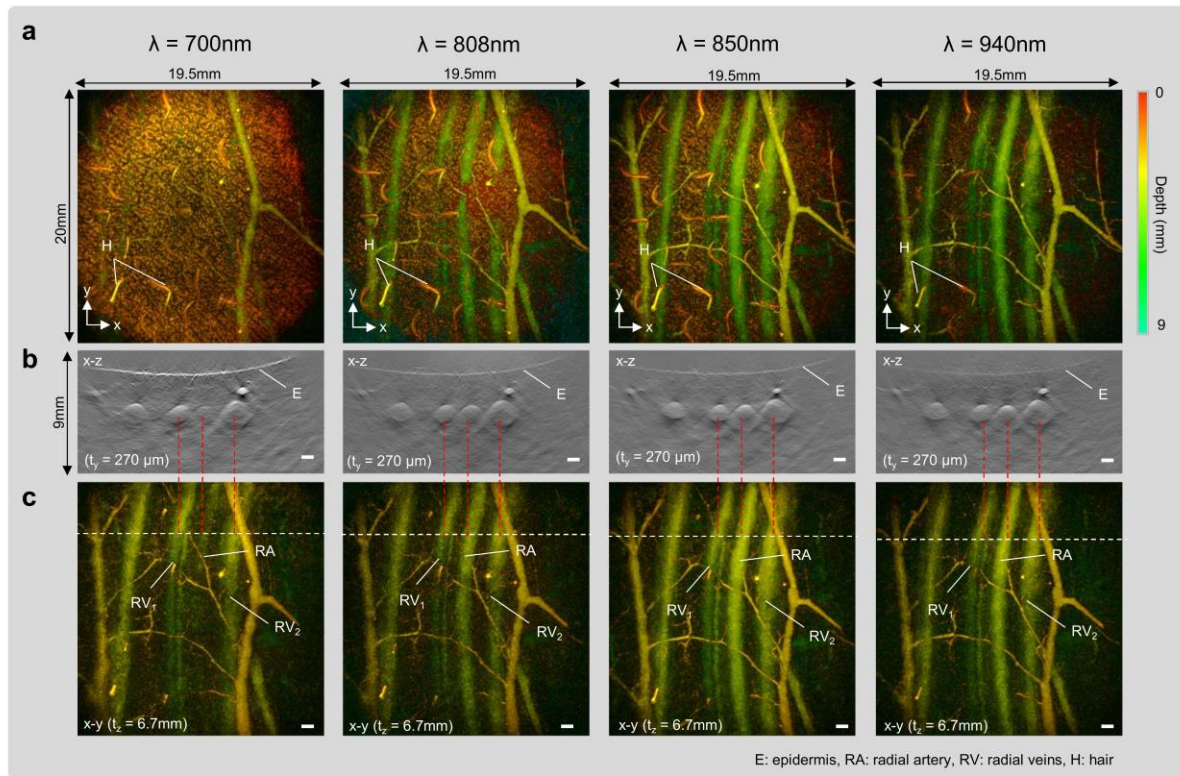 a
λ = 700nm
λ = 808nm
λ = 850nm
λ = 940nm
19.5mm
19.5mm
19.5mm
19.5mm
20mm
H
y
x
H
y
x
H
y
x
H
y
x
0
Depth (mm)
9
b
9mm
x-z
E
(ty = 270 µm)
x-z
E
(ty = 270 µm)
x-z
E
(ty = 270 µm)
x-z
E
(ty = 270 µm)
c
RA
RV1
RV2
x-y (tz = 6.7mm)
RA
RV1
RV2
x-y (tz = 6.7mm)
RA
RV1
RV2
x-y (tz = 6.7mm)
RA
RV1
RV2
x-y (tz = 6.7mm)
E: epidermis, RA: radial artery, RV: radial veins, H: hair